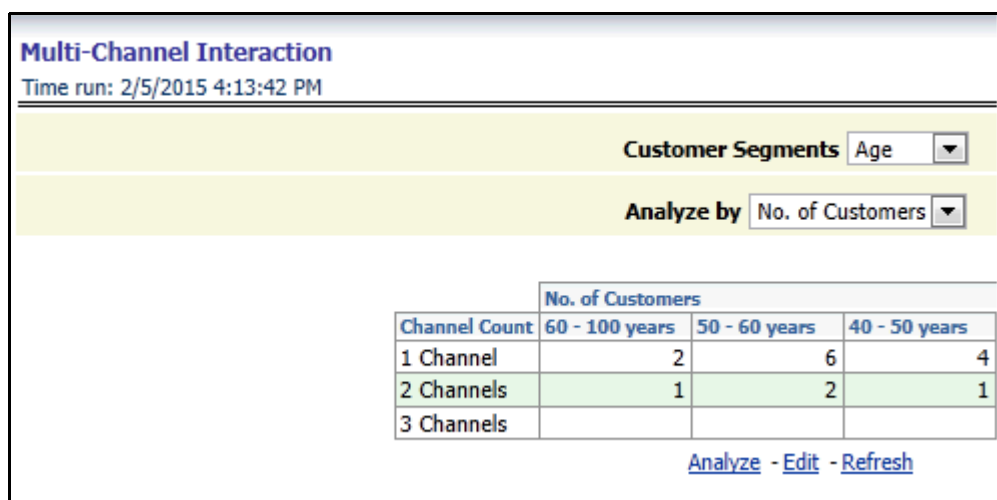 Multi-Channel Interaction
Time run: 2/5/2015 4:13:42 PM
Customer Segments Age
Analyze by No. of Customers
No. of Customers
Channel Count 60 - 100 years 50 - 60 years 40 - 50 years
1 Channel 2 6 4
2 Channels 1 2 1
3 Channels
Analyze - Edit - Refresh